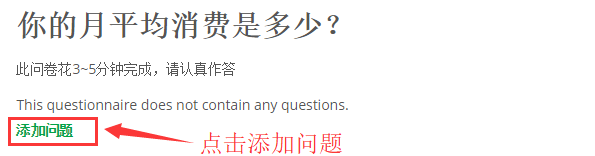 你的月平均消费是多少？
此问卷花3~5分钟完成，请认真作答
This questionnaire does not contain any questions.
添加问题
点击添加问题